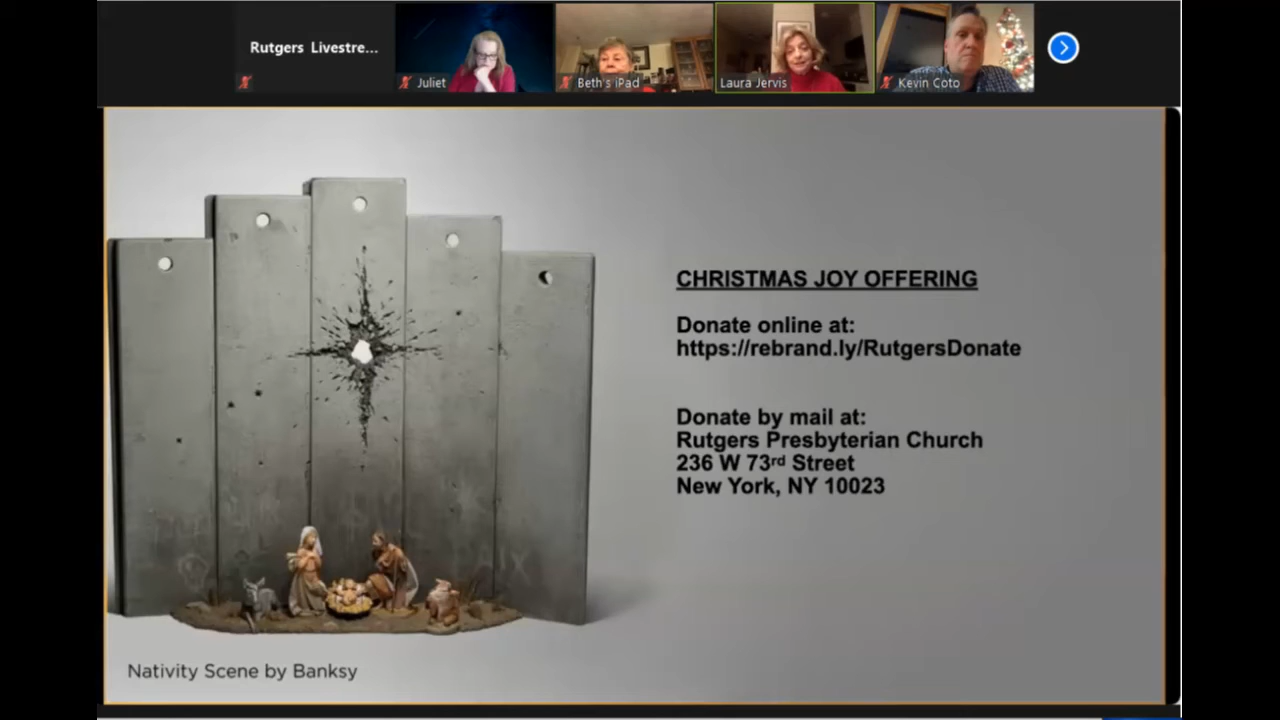 Rutgers Livestre...
Juliet
Beth's iPad
Laura Jervis
Kevin Coto
CHRISTMAS JOY OFFERING
Donate online at:
https://rebrand.ly/RutgersDonate
Donate by mail at:
Rutgers Presbyterian Church
236 W 73rd Street
New York, NY 10023
Nativity Scene by Banksy